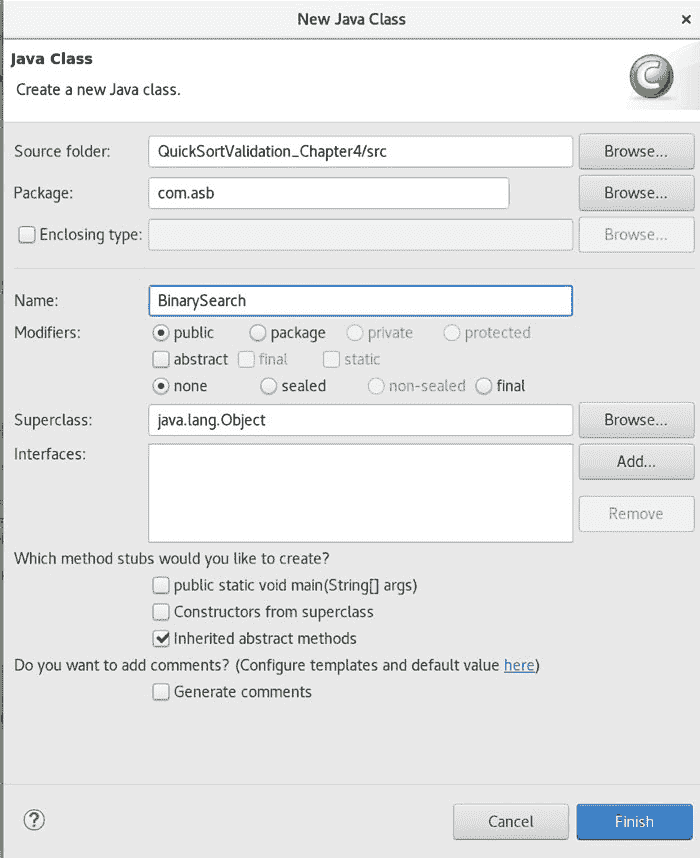 New Java Class
Java Class
Create a new Java class.
Source folder: QuickSortValidation_Chapter4/src Browse...
Package: com.asb Browse...
Enclosing type: Browse...
Name: BinarySearch
Modifiers: public package private protected
abstract final static
none sealed non-sealed final
Superclass: java.lang.Object Browse...
Interfaces: Add...
Remove
Which method stubs would you like to create?
public static void main(String[] args)
Constructors from superclass
Inherited abstract methods
Do you want to add comments? (Configure templates and default value here)
Generate comments
? Cancel Finish